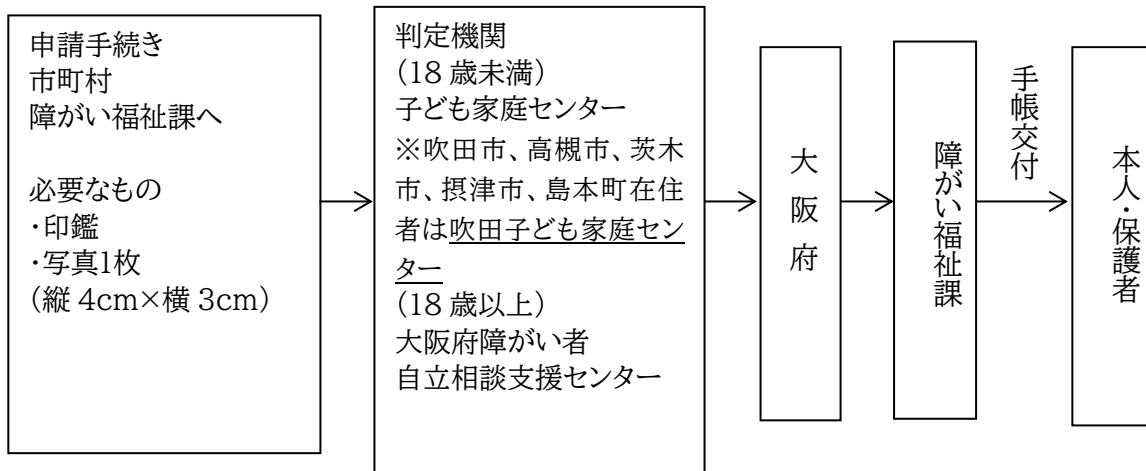 申請手続き
市町村
障がい福祉課へ
必要なもの
・印鑑
・写真1枚
（縦 4cm×横 3cm）
判定機関
（18 歳未満）
子ども家庭センター
※吹田市、高槻市、茨木
市、摂津市、島本町在住
者は吹田子ども家庭セン
ター
（18 歳以上）
大阪府障がい者
自立相談支援センター
大阪府
障がい福祉課
手帳交付
本人・保護者